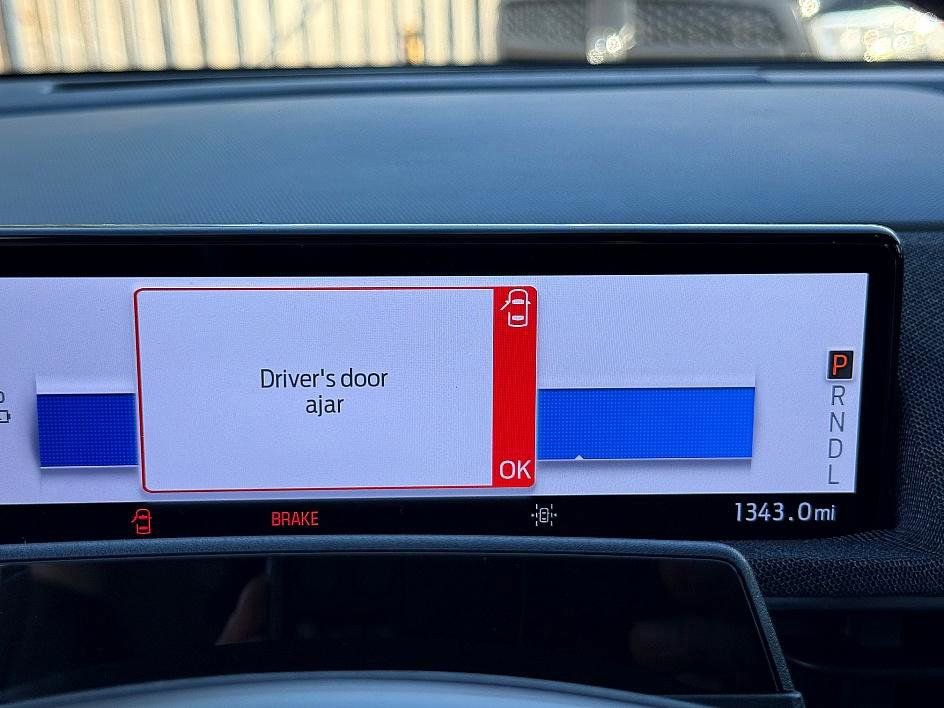 Driver's door
ajar
OK
P
R
N
D
L
BRAKE
1343.0mi